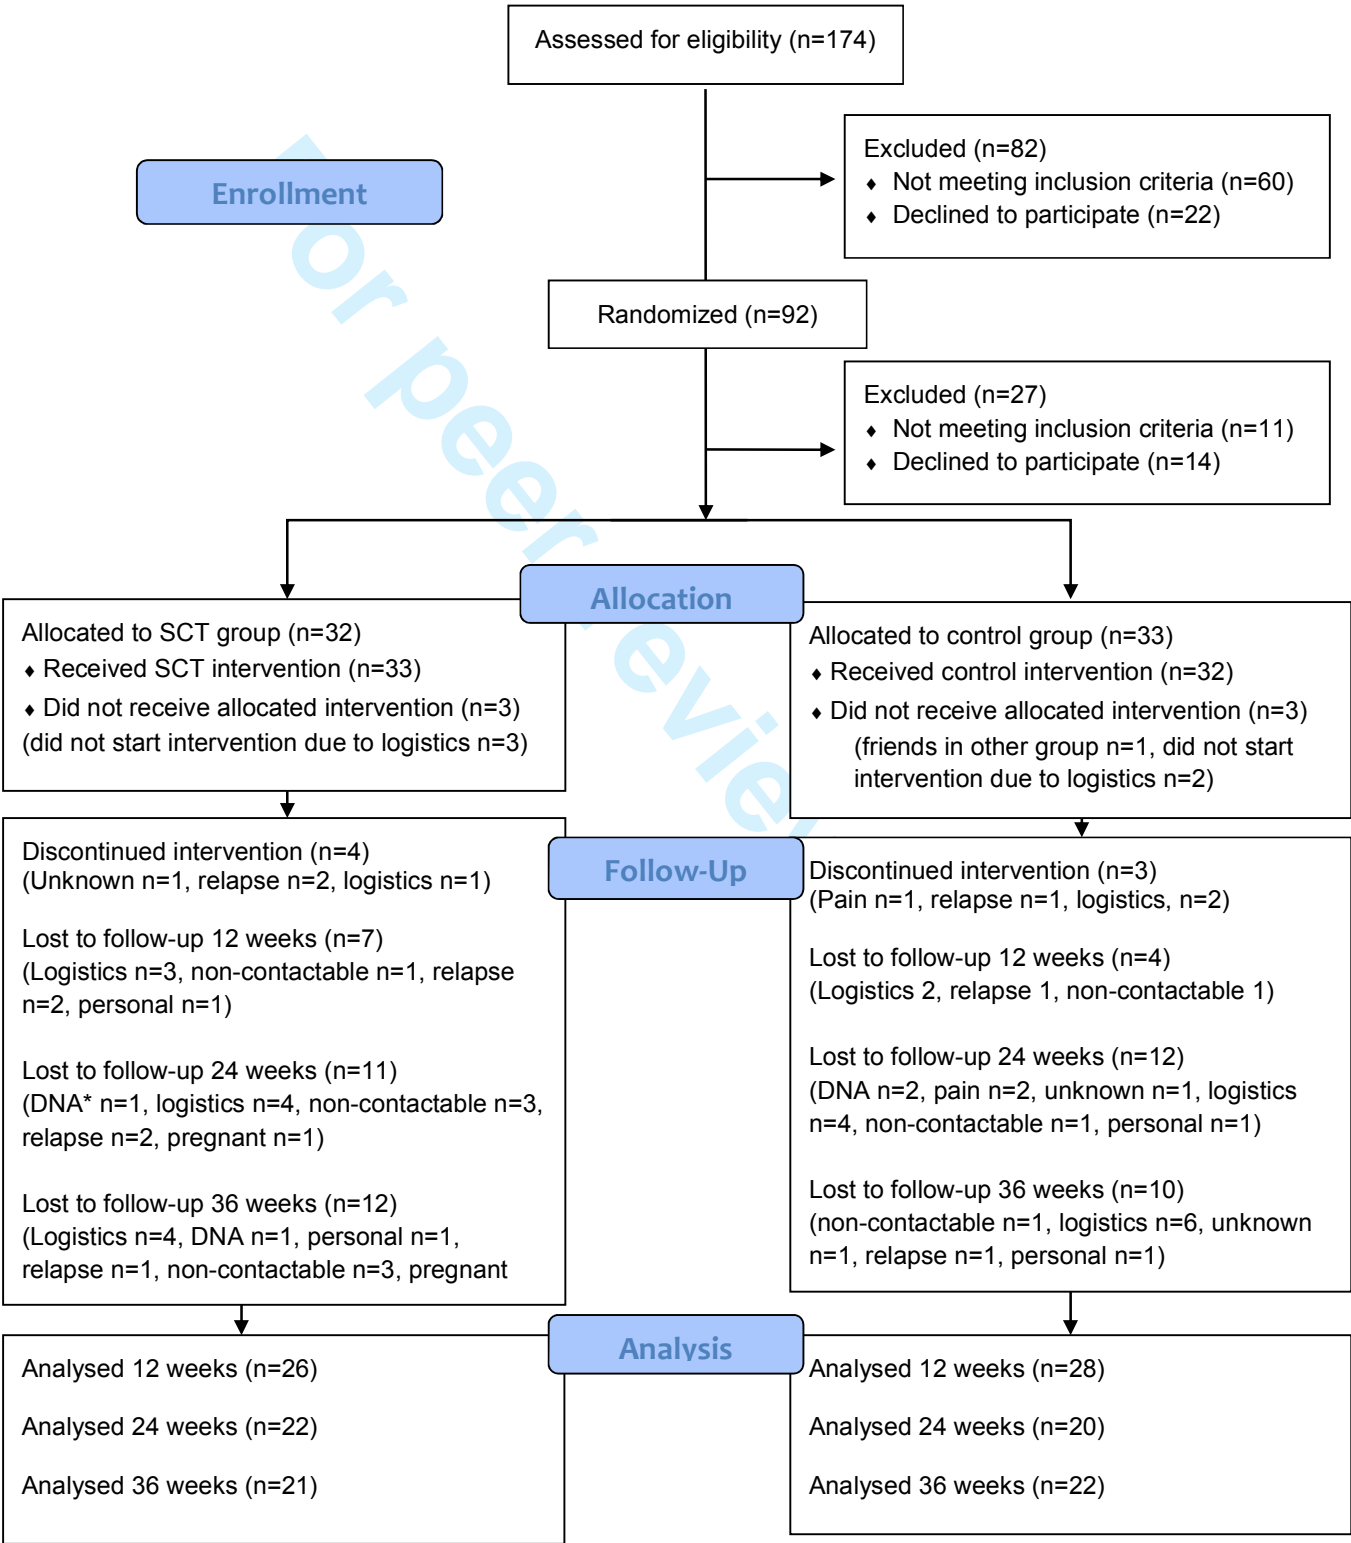 Assessed for eligibility (n=174)
Excluded (n=82)
♦ Not meeting inclusion criteria (n=60)
♦ Declined to participate (n=22)
Enrollment
Randomized (n=92)
Excluded (n=27)
♦ Not meeting inclusion criteria (n=11)
♦ Declined to participate (n=14)
Allocation
Allocated to SCT group (n=32)
♦ Received SCT intervention (n=33)
♦ Did not receive allocated intervention (n=3)
(did not start intervention due to logistics n=3)
Allocated to control group (n=33)
♦ Received control intervention (n=32)
♦ Did not receive allocated intervention (n=3)
(friends in other group n=1, did not start
intervention due to logistics n=2)
Follow-Up
Discontinued intervention (n=4)
(Unknown n=1, relapse n=2, logistics n=1)
Lost to follow-up 12 weeks (n=7)
(Logistics n=3, non-contactable n=1, relapse
n=2, personal n=1)
Lost to follow-up 24 weeks (n=11)
(DNA* n=1, logistics n=4, non-contactable n=3,
relapse n=2, pregnant n=1)
Lost to follow-up 36 weeks (n=12)
(Logistics n=4, DNA n=1, personal n=1,
relapse n=1, non-contactable n=3, pregnant
Discontinued intervention (n=3)
(Pain n=1, relapse n=1, logistics, n=2)
Lost to follow-up 12 weeks (n=4)
(Logistics 2, relapse 1, non-contactable 1)
Lost to follow-up 24 weeks (n=12)
(DNA n=2, pain n=2, unknown n=1, logistics
n=4, non-contactable n=1, personal n=1)
Lost to follow-up 36 weeks (n=10)
(non-contactable n=1, logistics n=6, unknown
n=1, relapse n=1, personal n=1)
Analysis
Analysed 12 weeks (n=26)
Analysed 24 weeks (n=22)
Analysed 36 weeks (n=21)
Analysed 12 weeks (n=28)
Analysed 24 weeks (n=20)
Analysed 36 weeks (n=22)
For peer review